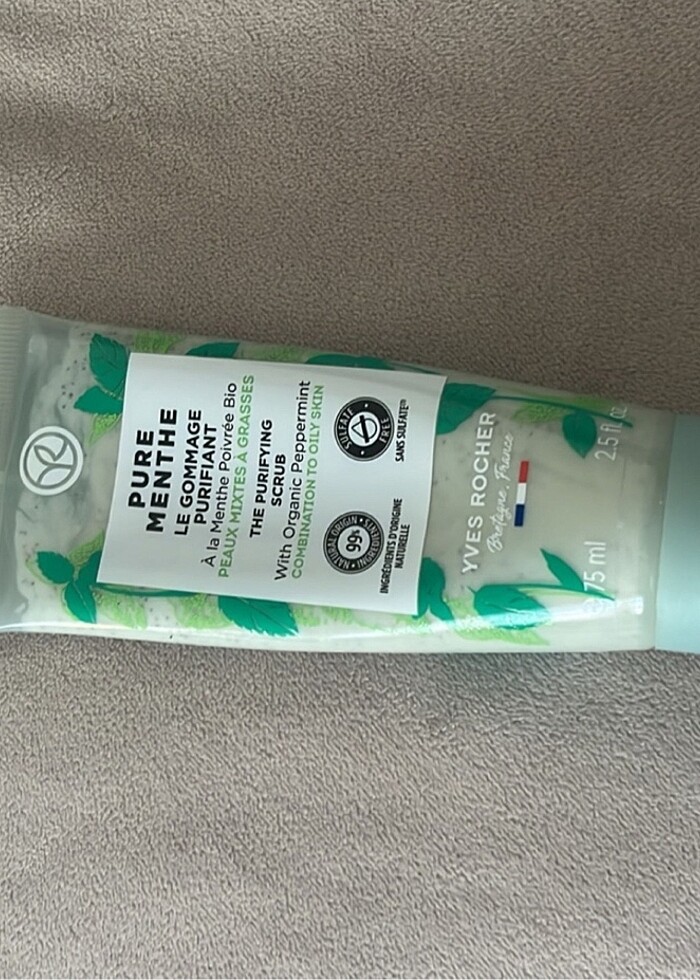 PURE
MENTHE
LE GOMMAGE
PURIFIANT
À la Menthe Poivrée Bio
PEAUX MIXTES À GRASSES
THE PURIFYING
SCRUB
With Organic Peppermint
COMBINATION TO OILY SKIN
99%
NATURAL ORIGIN • INGREDIENTS •
INGRÉDIENTS D'ORIGINE
NATURELLE
SULFATE
FREE
SANS SULFATE
YVES ROCHER
Bretagne, France
75 ml
2.5 fl oz